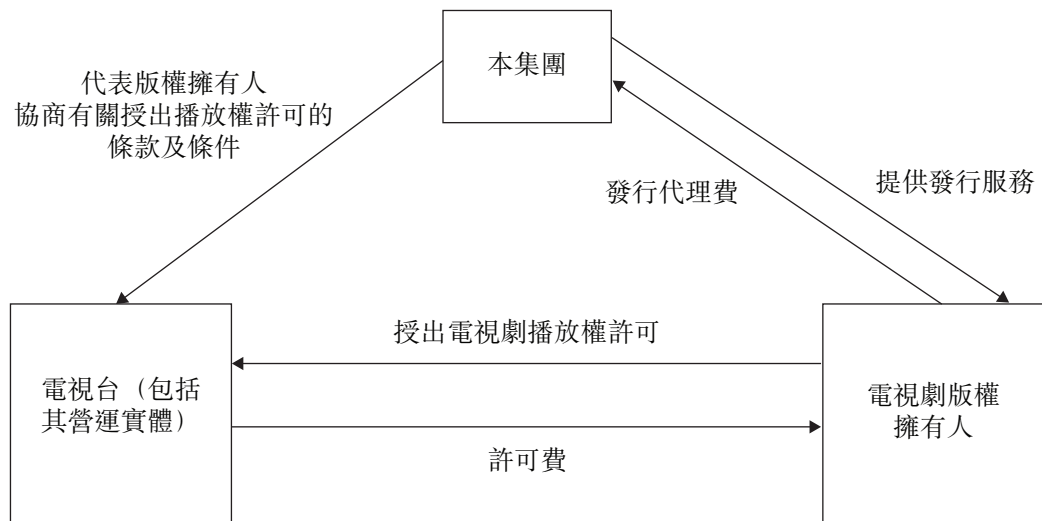 本集團
代表版權擁有人
協商有關授出播放權許可的
條款及條件
發行代理費
提供發行服務
授出電視劇播放權許可
電視台（包括
其營運實體）
電視劇版權
擁有人
許可費